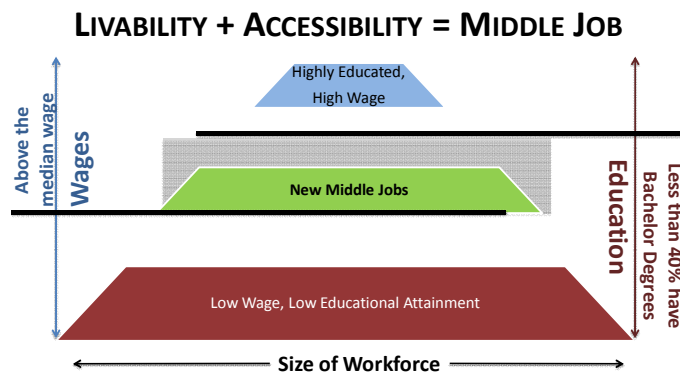 LIVABILITY + ACCESSIBILITY = MIDDLE JOB
Highly Educated,
High Wage
Above the
median wage
Wages
New Middle Jobs
Education
Less than 40% have
Bachelor Degrees
Low Wage, Low Educational Attainment
Size of Workforce